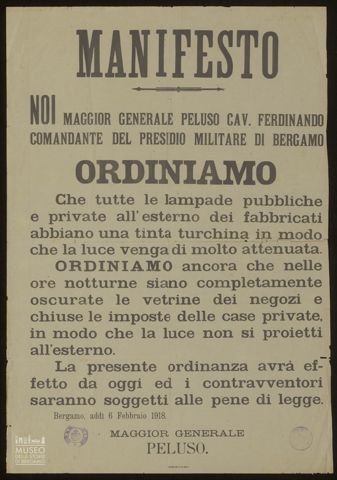 MANIFESTO
NOI MAGGIOR GENERALE PELUSO CAV. FERDINANDO
COMANDANTE DEL PRESIDIO MILITARE DI BERGAMO
ORDINIAMO
Che tutte le lampade pubbliche
e private all'esterno dei fabbricati
abbiano una tinta turchina in modo
che la luce venga di molto attenuata.
ORDINIAMO ancora che nelle
ore notturne siano completamente
oscurate le vetrine dei negozi e
chiuse le imposte delle case private,
in modo che la luce non si proietti
all'esterno.
La presente ordinanza avrà ef-
fetto da oggi ed i contravventori
saranno soggetti alle pene di legge.
Bergamo, addì 6 Febbraio 1918.
MAGGIOR GENERALE
PELUSO.
MUSEO
DELLE STORIE
DI BERGAMO